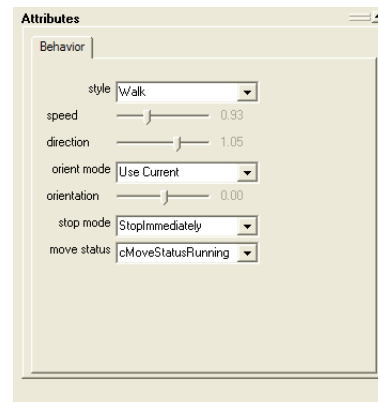 Attributes
Behavior
style Walk
speed 0.93
direction 1.05
orient mode Use Current
orientation 0.00
stop mode StopImmediately
move status cMoveStatusRunning